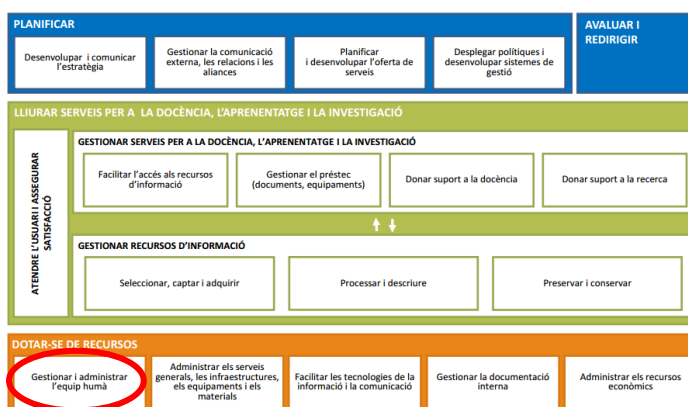 PLANIFICAR
Desenvolupar i comunicar
l'estratègia
Gestionar la comunicació
externa, les relacions i les
aliances
Planificar
i desenvolupar l'oferta de
serveis
Desplegar polítiques i
desenvolupar sistemes de
gestió
AVALUAR I
REDIRIGIR
LLIURAR SERVEIS PER A LA DOCÈNCIA, L'APRENENTATGE I LA INVESTIGACIÓ
ATENDRE L'USUARI I ASSEGURAR
SATISFACCIÓ
GESTIONAR SERVEIS PER A LA DOCÈNCIA, L'APRENENTATGE I LA INVESTIGACIÓ
Facilitar l'accés als recursos
d'informació
Gestionar el préstec
(documents, equipaments)
Donar suport a la docència
Donar suport a la recerca
GESTIONAR RECURSOS D'INFORMACIÓ
Seleccionar, captar i adquirir
Processar i descriure
Preservar i conservar
DOTAR-SE DE RECURSOS
Gestionar i administrar
l'equip humà
Administrar els serveis
generals, les infraestructures,
els equipaments i els
materials
Facilitar les tecnologies de la
informació i la comunicació
Gestionar la documentació
interna
Administrar els recursos
econòmics